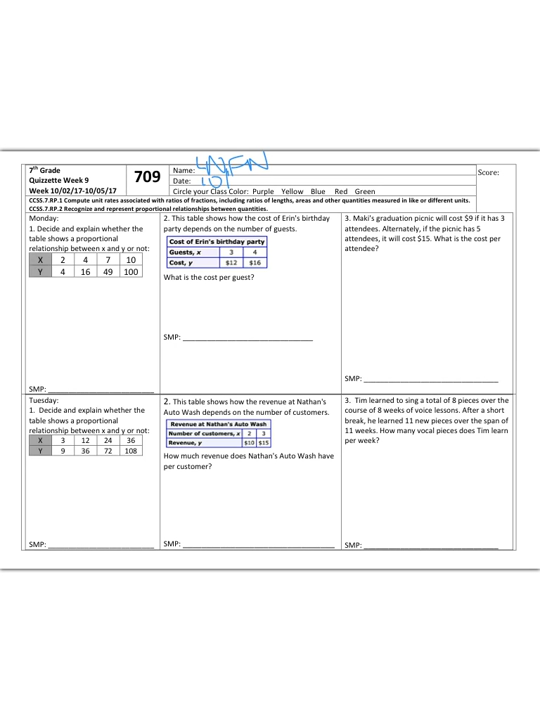 7th Grade
Quizzette Week 9
Week 10/02/17-10/05/17
709
Name:
Date: 10/
Circle your Class Color: Purple Yellow Blue Red Green
Score:
CCSS.7.RP.1 Compute unit rates associated with ratios of fractions, including ratios of lengths, areas and other quantities measured in like or different units.
CCSS.7.RP.2 Recognize and represent proportional relationships between quantities.
Monday:
1. Decide and explain whether the
table shows a proportional
relationship between x and y or not:
X 2 4 7 10
Y 4 16 49 100
SMP:
2. This table shows how the cost of Erin's birthday
party depends on the number of guests.
Cost of Erin's birthday party
Guests, x 3 4
Cost, y $12 $16
What is the cost per guest?
SMP:
3. Maki's graduation picnic will cost $9 if it has 3
attendees. Alternately, if the picnic has 5
attendees, it will cost $15. What is the cost per
attendee?
SMP:
Tuesday:
1. Decide and explain whether the
table shows a proportional
relationship between x and y or not:
X 3 12 24 36
Y 9 36 72 108
SMP:
2. This table shows how the revenue at Nathan's
Auto Wash depends on the number of customers.
Revenue at Nathan's Auto Wash
Number of customers, x 2 3
Revenue, y $10 $15
How much revenue does Nathan's Auto Wash have
per customer?
SMP:
3. Tim learned to sing a total of 8 pieces over the
course of 8 weeks of voice lessons. After a short
break, he learned 11 new pieces over the span of
11 weeks. How many vocal pieces does Tim learn
per week?
SMP: